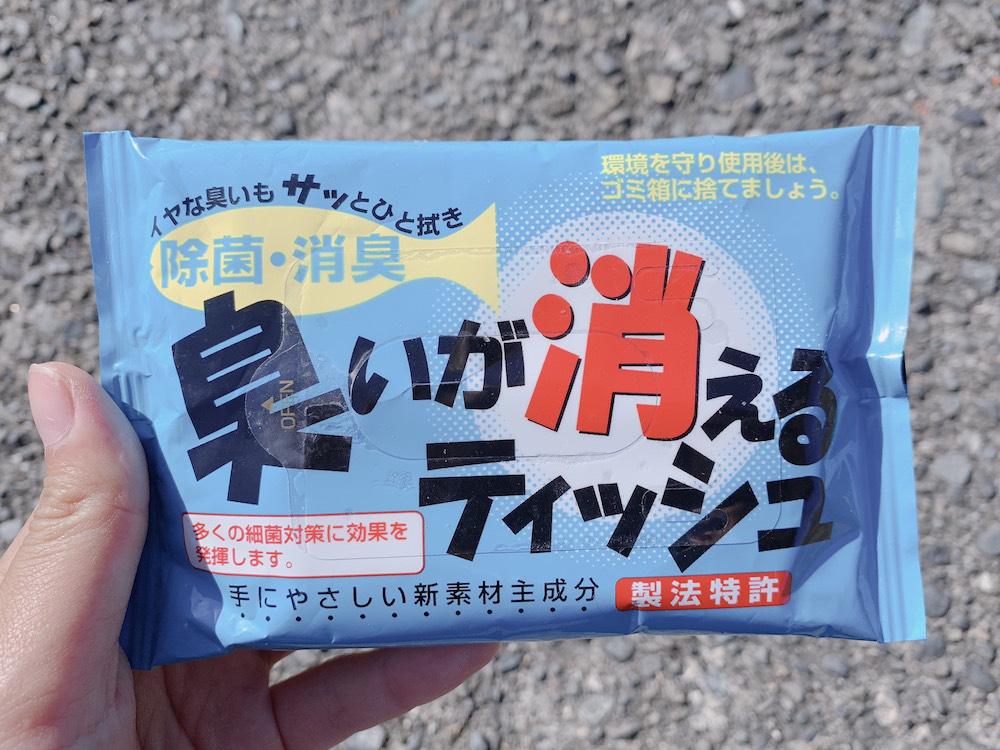 イヤな臭いもサッとひと拭き
環境を守り使用後は、
ゴミ箱に捨てましょう。
除菌・消臭
臭いが消える
ティッシュ
OPEN
多くの細菌対策に効果を
発揮します。
手にやさしい新素材主成分
製法特許